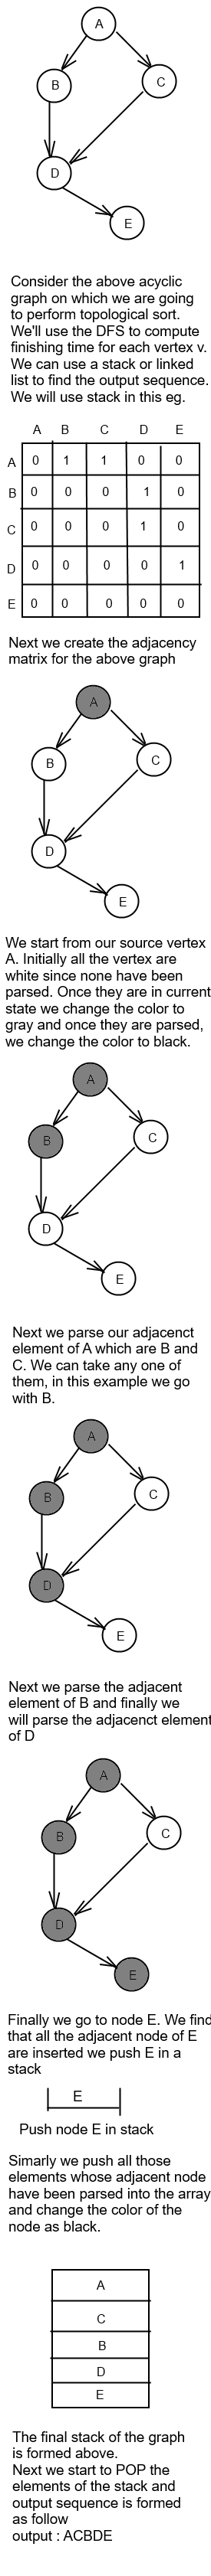 A
B
C
D
E
Consider the above acyclic
graph on which we are going
to perform topological sort.
We'll use the DFS to compute
finishing time for each vertex v.
We can use a stack or linked
list to find the output sequence.
We will use stack in this eg.
A B C D E
A 0 1 1 0 0
B 0 0 0 1 0
C 0 0 0 1 0
D 0 0 0 0 1
E 0 0 0 0 0
Next we create the adjacency
matrix for the above graph
A
B
C
D
E
We start from our source vertex
A. Initially all the vertex are
white since none have been
parsed. Once they are in current
state we change the color to
gray and once they are parsed,
we change the color to black.
A
B
C
D
E
Next we parse our adjacenct
element of A which are B and
C. We can take any one of
them, in this example we go
with B.
A
B
C
D
E
Next we parse the adjacent
element of B and finally we
will parse the adjacenct element
of D
A
B
C
D
E
Finally we go to node E. We find
that all the adjacent node of E
are inserted we push E in a
stack
E
Push node E in stack
Simarly we push all those
elements whose adjacent node
have been parsed into the array
and change the color of the
node as black.
A
C
B
D
E
The final stack of the graph
is formed above.
Next we start to POP the
elements of the stack and
output sequence is formed
as follow
output : ACBDE